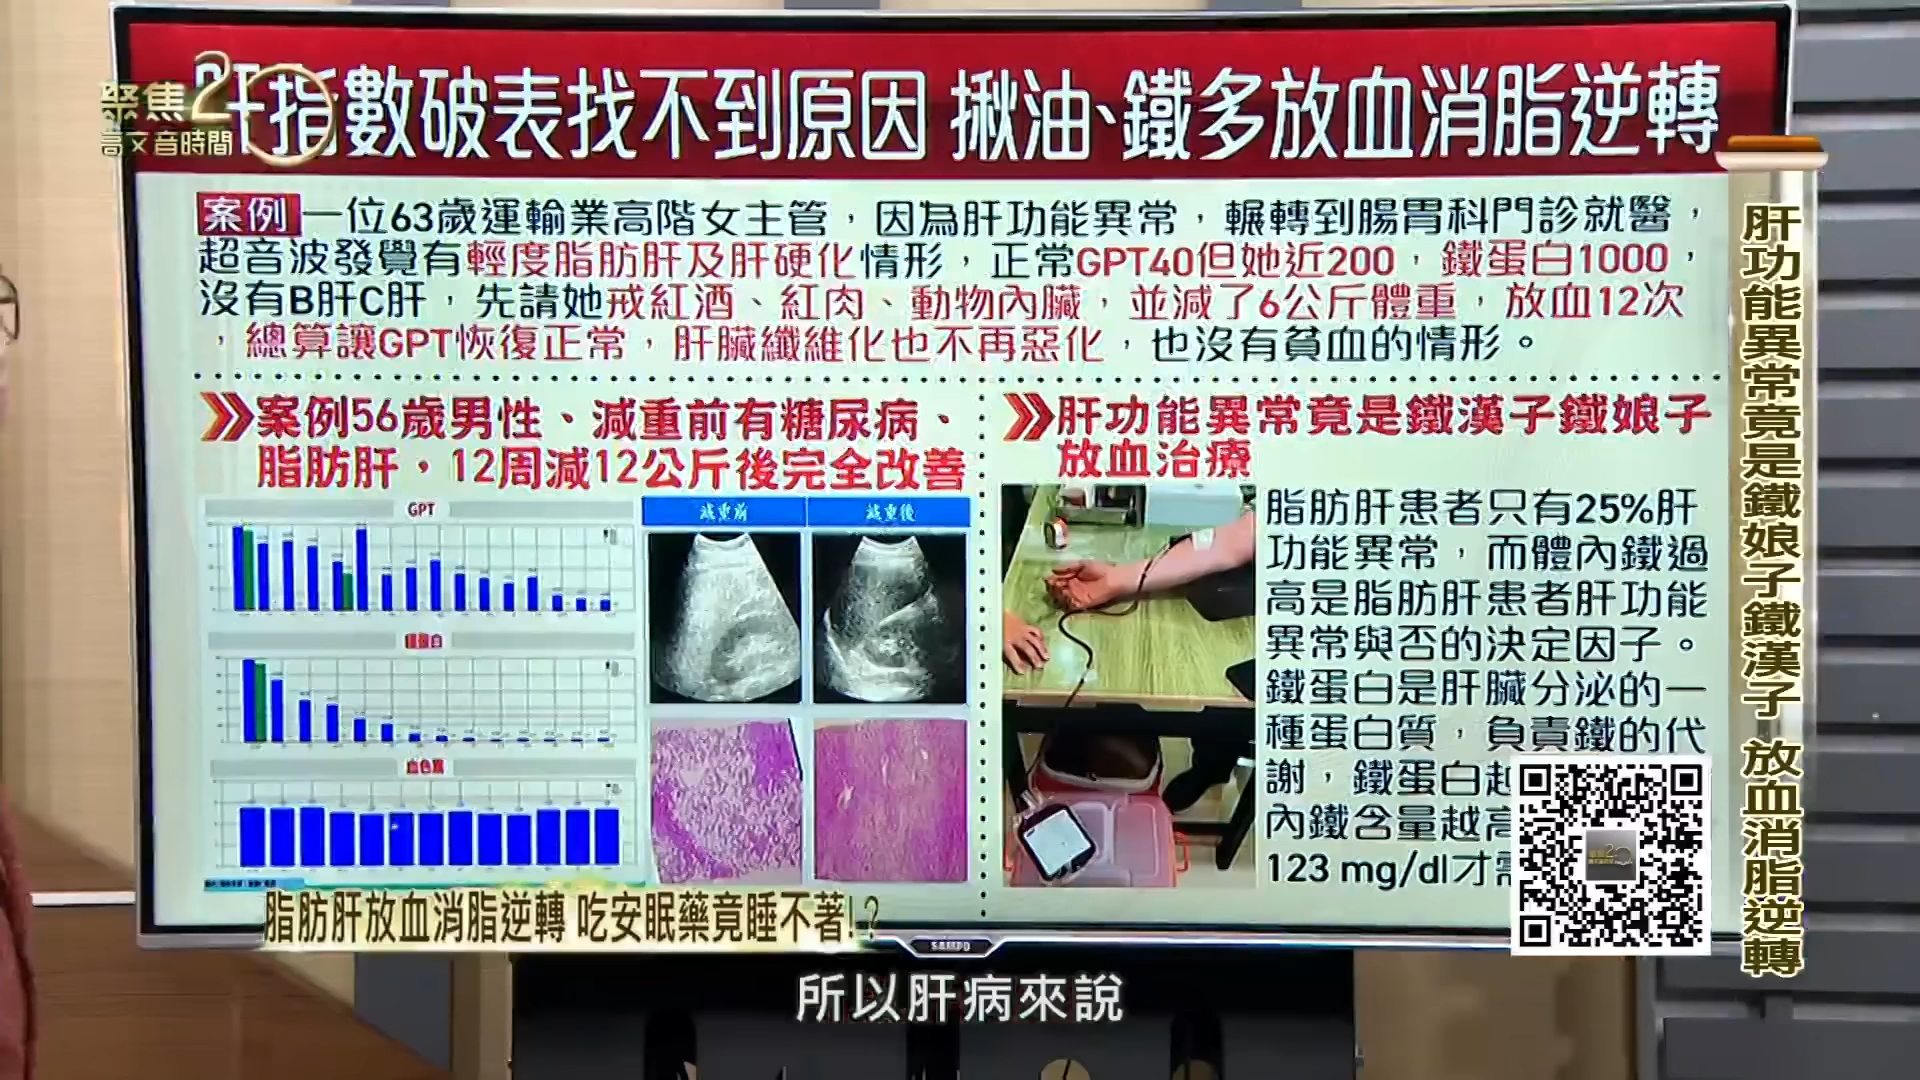 聚焦2.0
言文音時間
肝指數破表找不到原因 揪油、鐵多放血消脂逆轉
案例 一位63歲運輸業高階女主管，因為肝功能異常，輾轉到腸胃科門診就醫，
超音波發覺有輕度脂肪肝及肝硬化情形，正常GPT40但她近200，鐵蛋白1000，
沒有B肝C肝，先請她戒紅酒、紅肉、動物內臟，並減了6公斤體重，放血12次
，總算讓GPT恢復正常，肝臟纖維化也不再惡化，也沒有貧血的情形。
案例56歲男性、減重前有糖尿病、
脂肪肝，12周減12公斤後完全改善
GPT
鐵蛋白
血色素
減重前
減重後
肝功能異常竟是鐵漢子鐵娘子
放血治療
脂肪肝患者只有25%肝
功能異常，而體內鐵過
高是脂肪肝患者肝功能
異常與否的決定因子。
鐵蛋白是肝臟分泌的一
種蛋白質，負責鐵的代
謝，鐵蛋白越
內鐵含量越高
123 mg/dl才
肝功能異常竟是鐵娘子鐵漢子 放血消脂逆轉
脂肪肝放血消脂逆轉 吃安眠藥竟睡不著!?
SAMPO
所以肝病來說